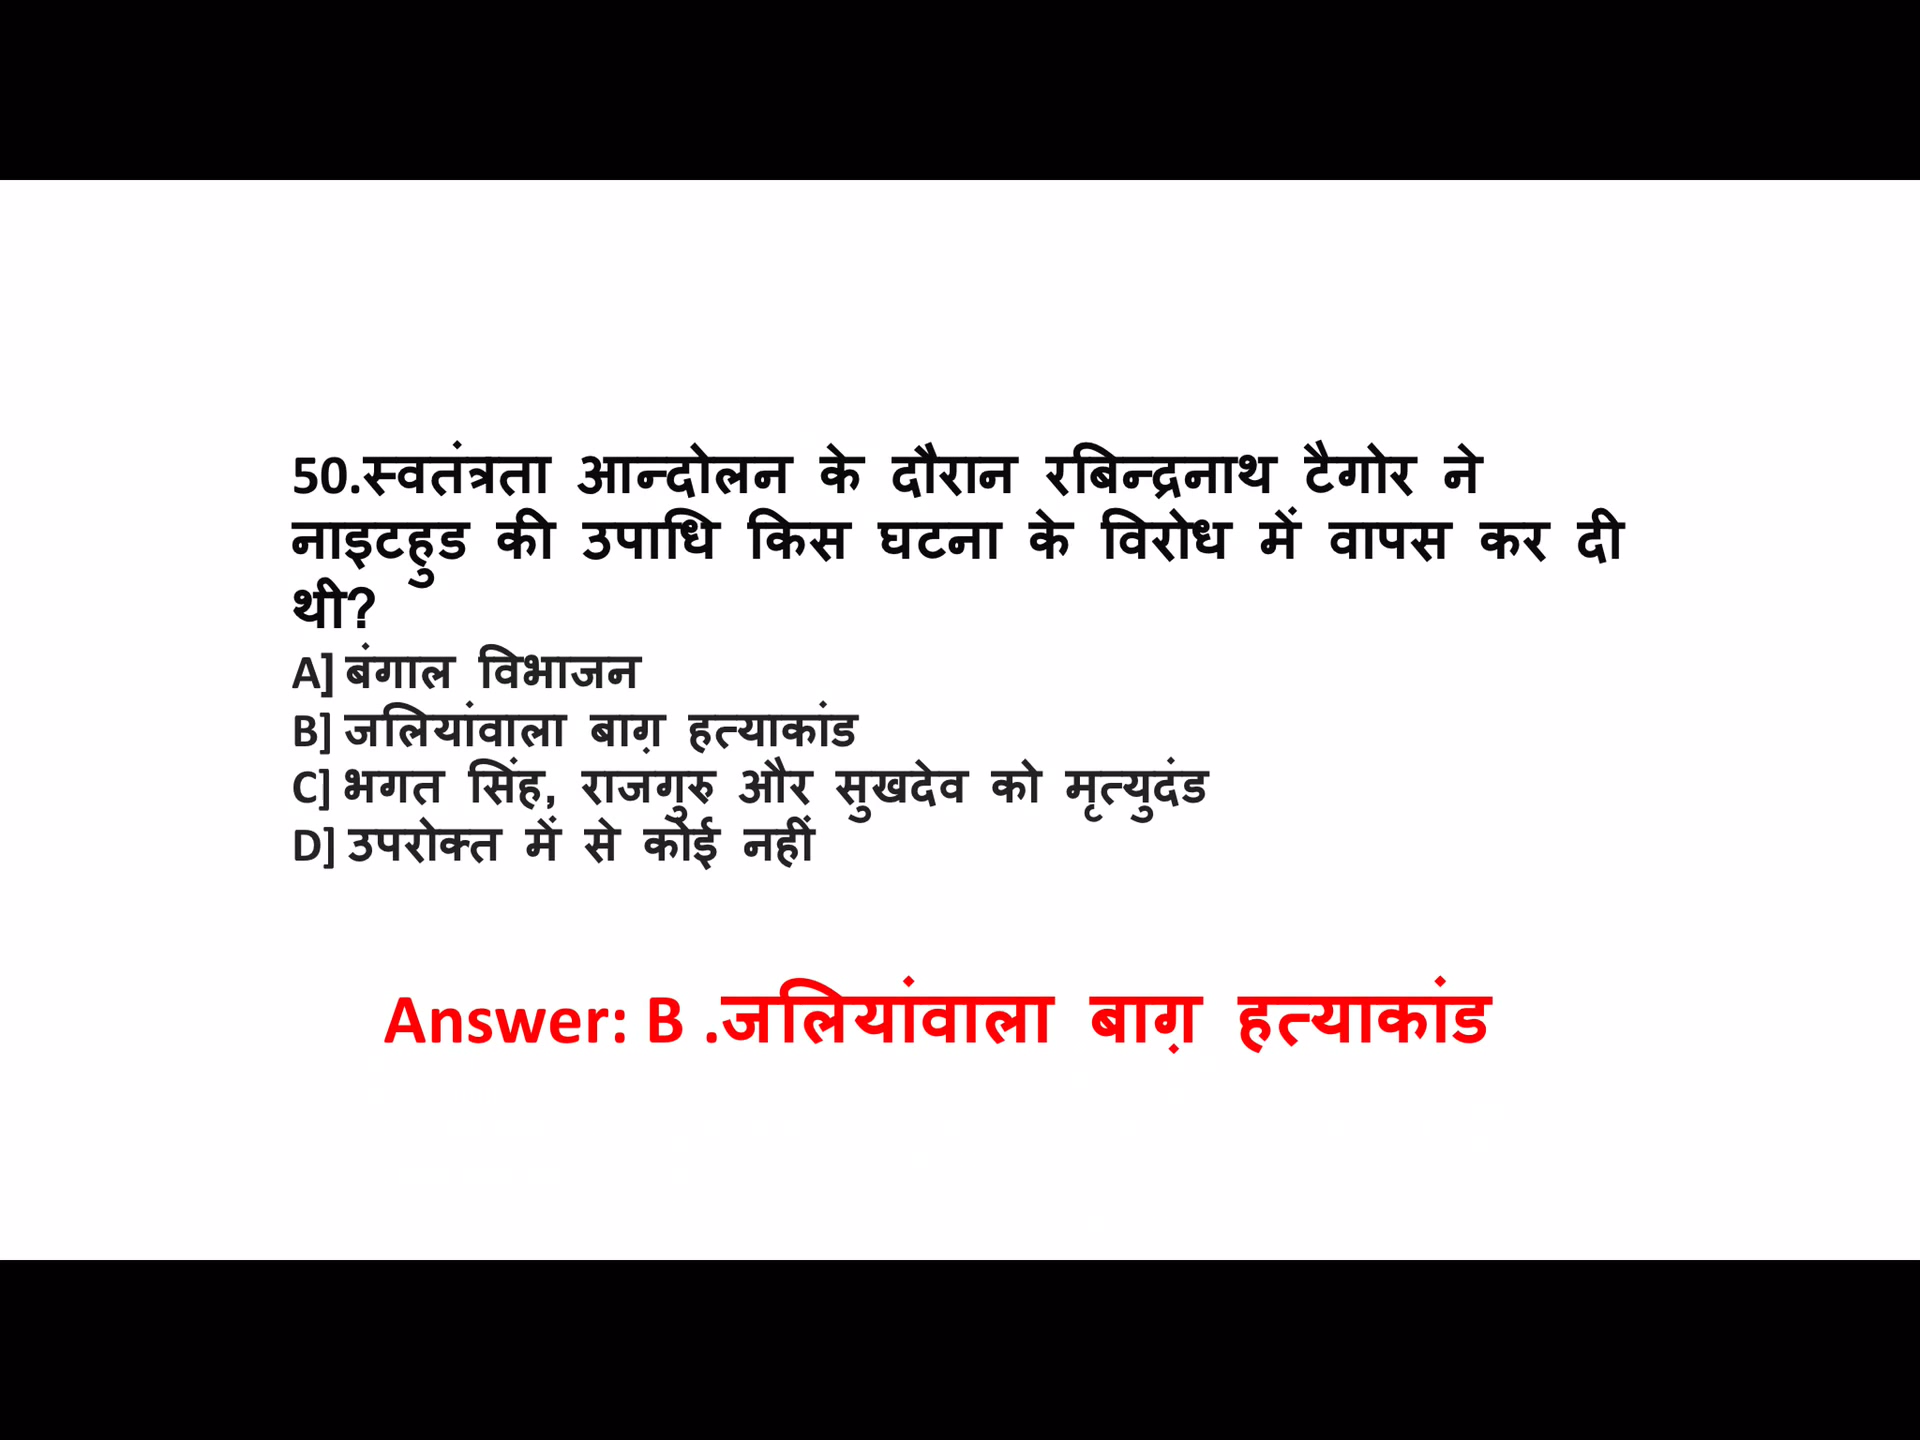 50.स्वतंत्रता आन्दोलन के दौरान रबिन्द्रनाथ टैगोर ने
नाइटहुड की उपाधि किस घटना के विरोध में वापस कर दी
थी?
A] बंगाल विभाजन
B] जलियांवाला बाग़ हत्याकांड
C] भगत सिंह, राजगुरु और सुखदेव को मृत्युदंड
D] उपरोक्त में से कोई नहीं
Answer: B .जलियांवाला बाग़ हत्याकांड